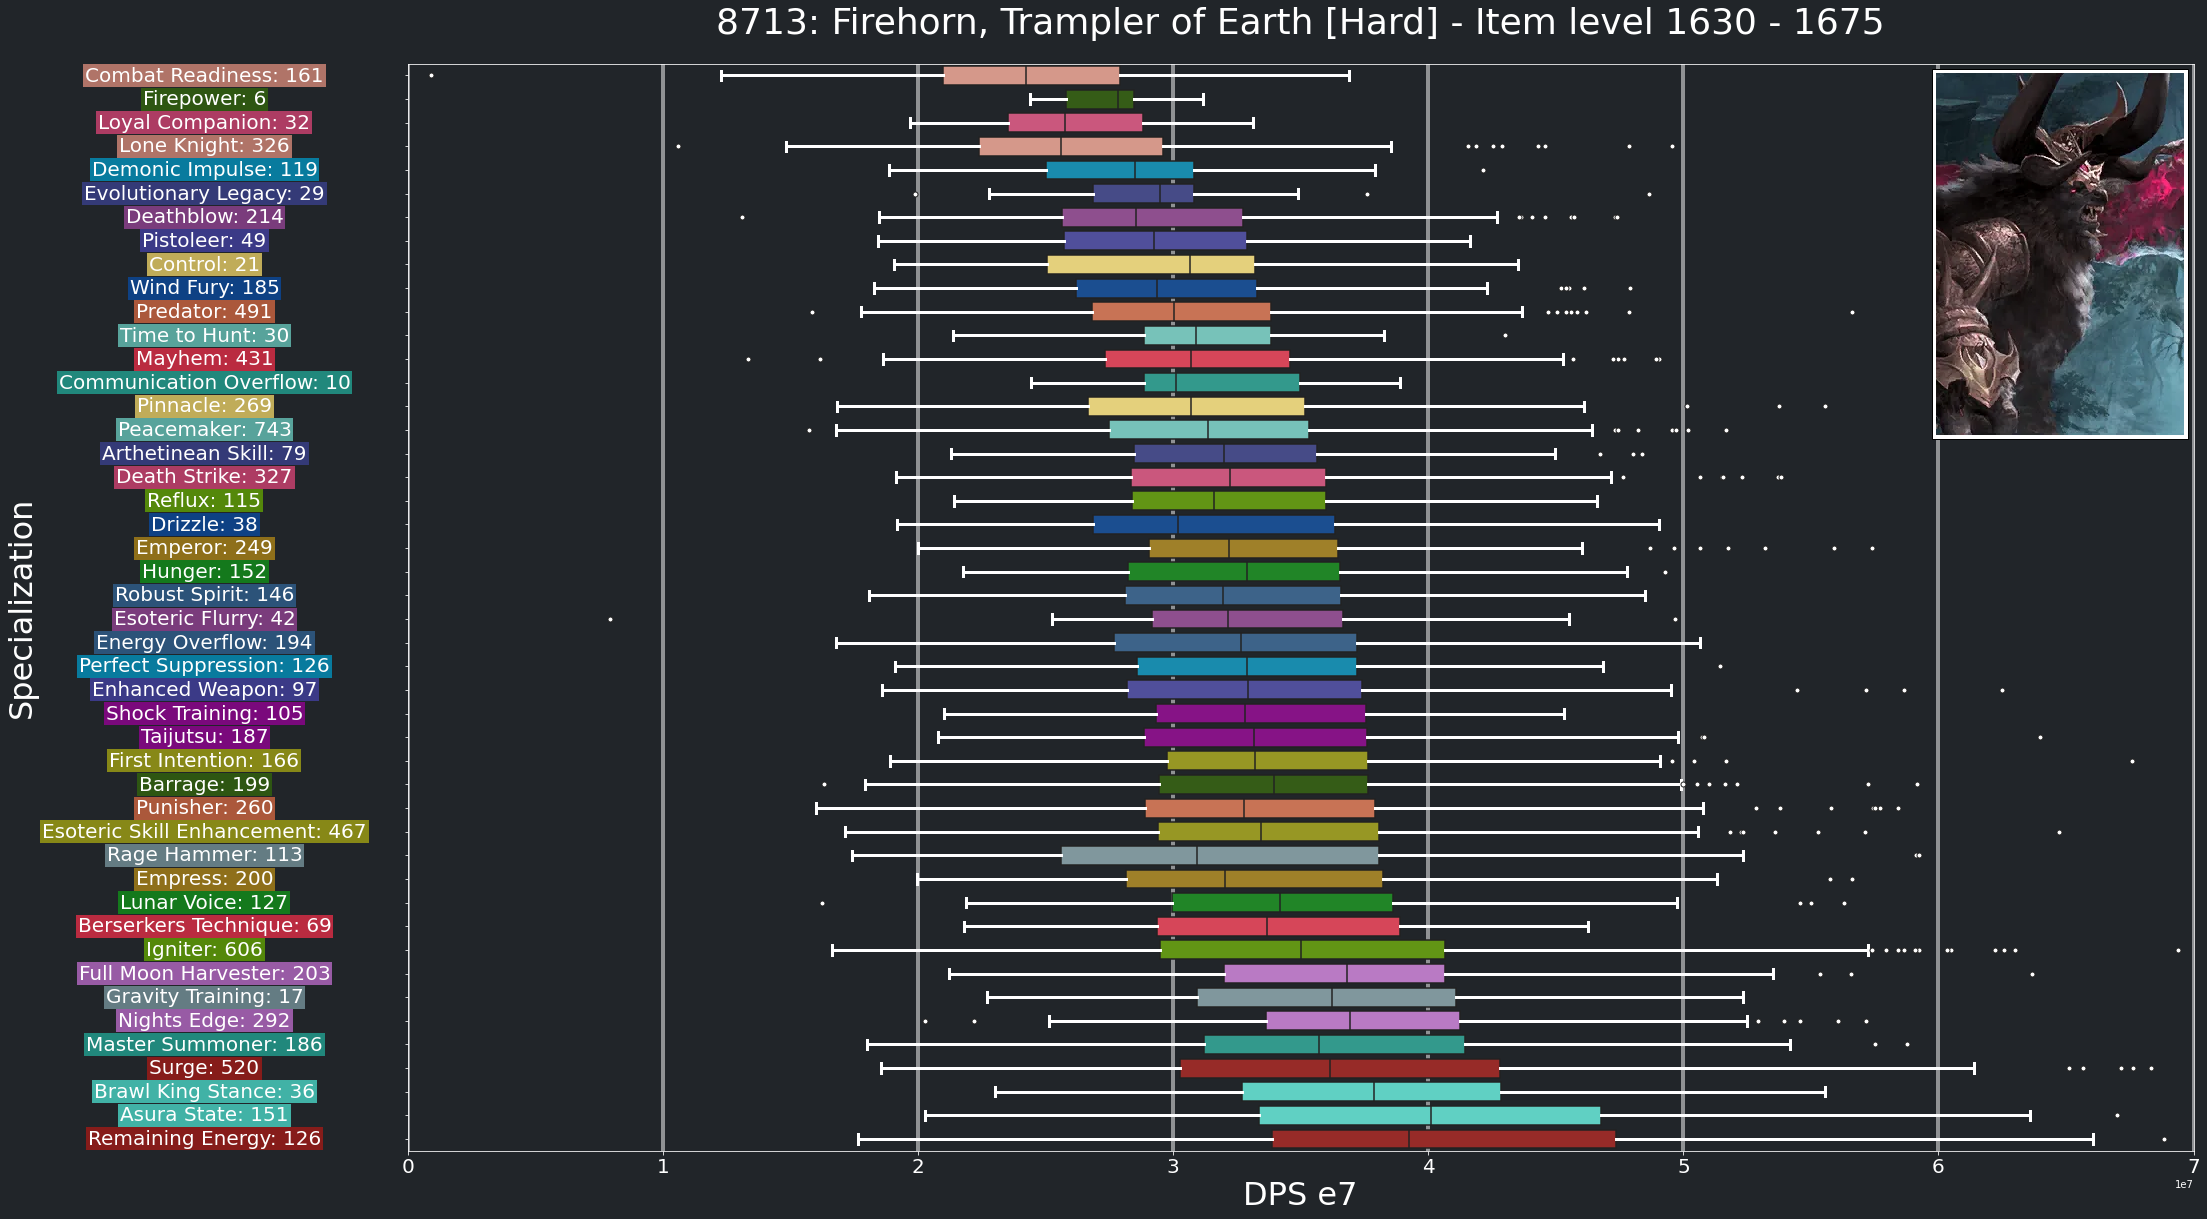 8713: Firehorn, Trampler of Earth [Hard] - Item level 1630 - 1675
Specialization
Combat Readiness: 161
Firepower: 6
Loyal Companion: 32
Lone Knight: 326
Demonic Impulse: 119
Evolutionary Legacy: 29
Deathblow: 214
Pistoleer: 49
Control: 21
Wind Fury: 185
Predator: 491
Time to Hunt: 30
Mayhem: 431
Communication Overflow: 10
Pinnacle: 269
Peacemaker: 743
Arthetinean Skill: 79
Death Strike: 327
Reflux: 115
Drizzle: 38
Emperor: 249
Hunger: 152
Robust Spirit: 146
Esoteric Flurry: 42
Energy Overflow: 194
Perfect Suppression: 126
Enhanced Weapon: 97
Shock Training: 105
Taijutsu: 187
First Intention: 166
Barrage: 199
Punisher: 260
Esoteric Skill Enhancement: 467
Rage Hammer: 113
Empress: 200
Lunar Voice: 127
Berserkers Technique: 69
Igniter: 606
Full Moon Harvester: 203
Gravity Training: 17
Nights Edge: 292
Master Summoner: 186
Surge: 520
Brawl King Stance: 36
Asura State: 151
Remaining Energy: 126
0 1 2 3 4 5 6 7
1e7
DPS e7